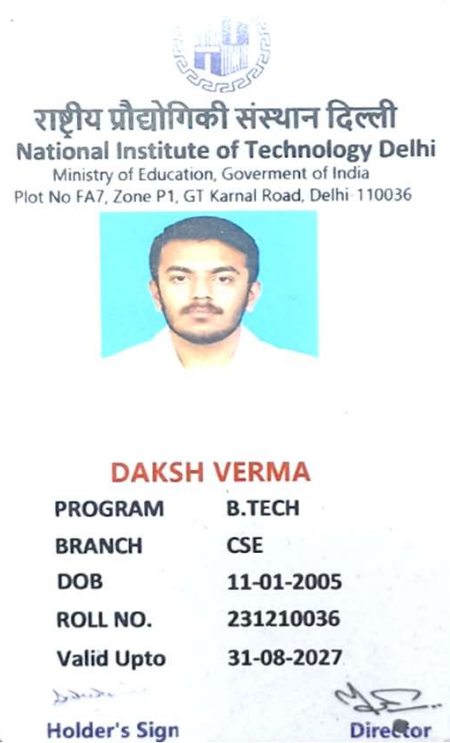 राष्ट्रीय प्रौद्योगिकी संस्थान दिल्ली
National Institute of Technology Delhi
Ministry of Education, Goverment of India
Plot No FA7, Zone P1, GT Karnal Road, Delhi-110036
DAKSH VERMA
PROGRAM B.TECH
BRANCH CSE
DOB 11-01-2005
ROLL NO. 231210036
Valid Upto 31-08-2027
Holder's Sign Director